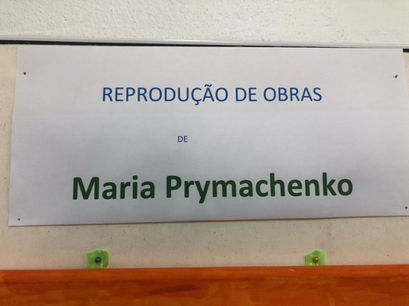 REPRODUÇÃO DE OBRAS
DE
Maria Prymachenko